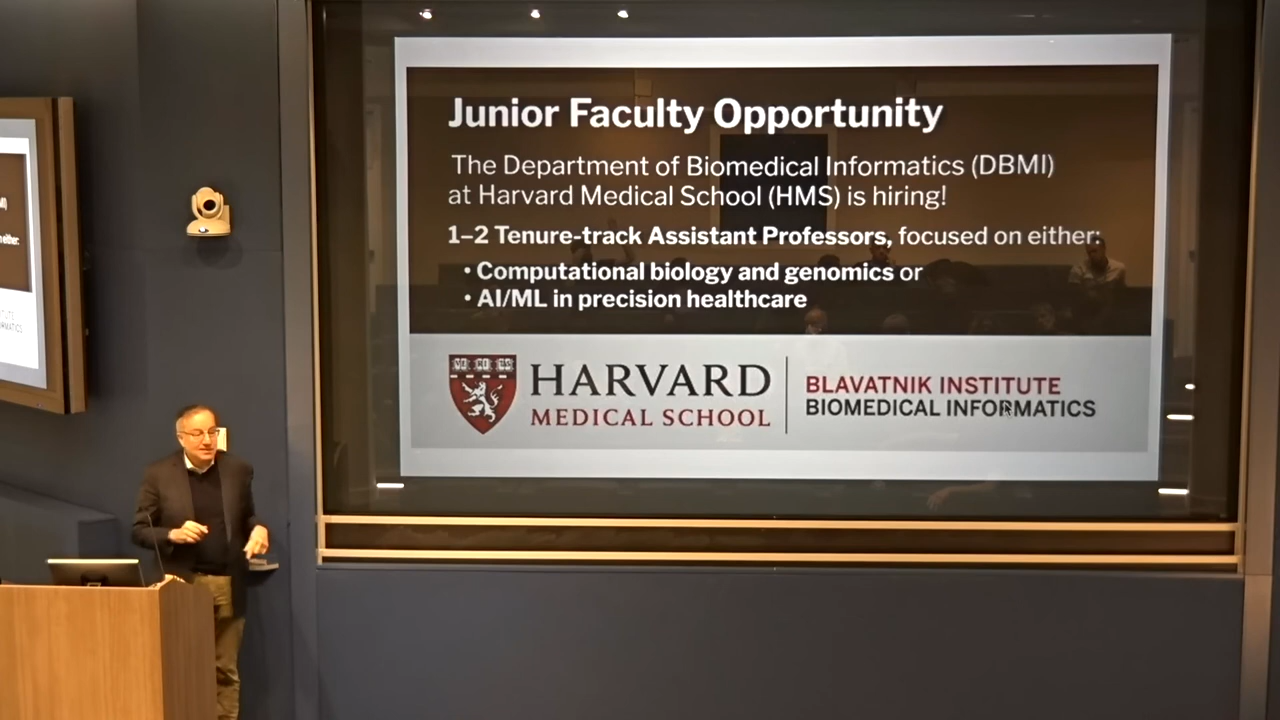 Junior Faculty Opportunity
The Department of Biomedical Informatics (DBMI)
at Harvard Medical School (HMS) is hiring!
1–2 Tenure-track Assistant Professors, focused on either:
• Computational biology and genomics or
• AI/ML in precision healthcare
HARVARD
MEDICAL SCHOOL
BLAVATNIK INSTITUTE
BIOMEDICAL INFORMATICS